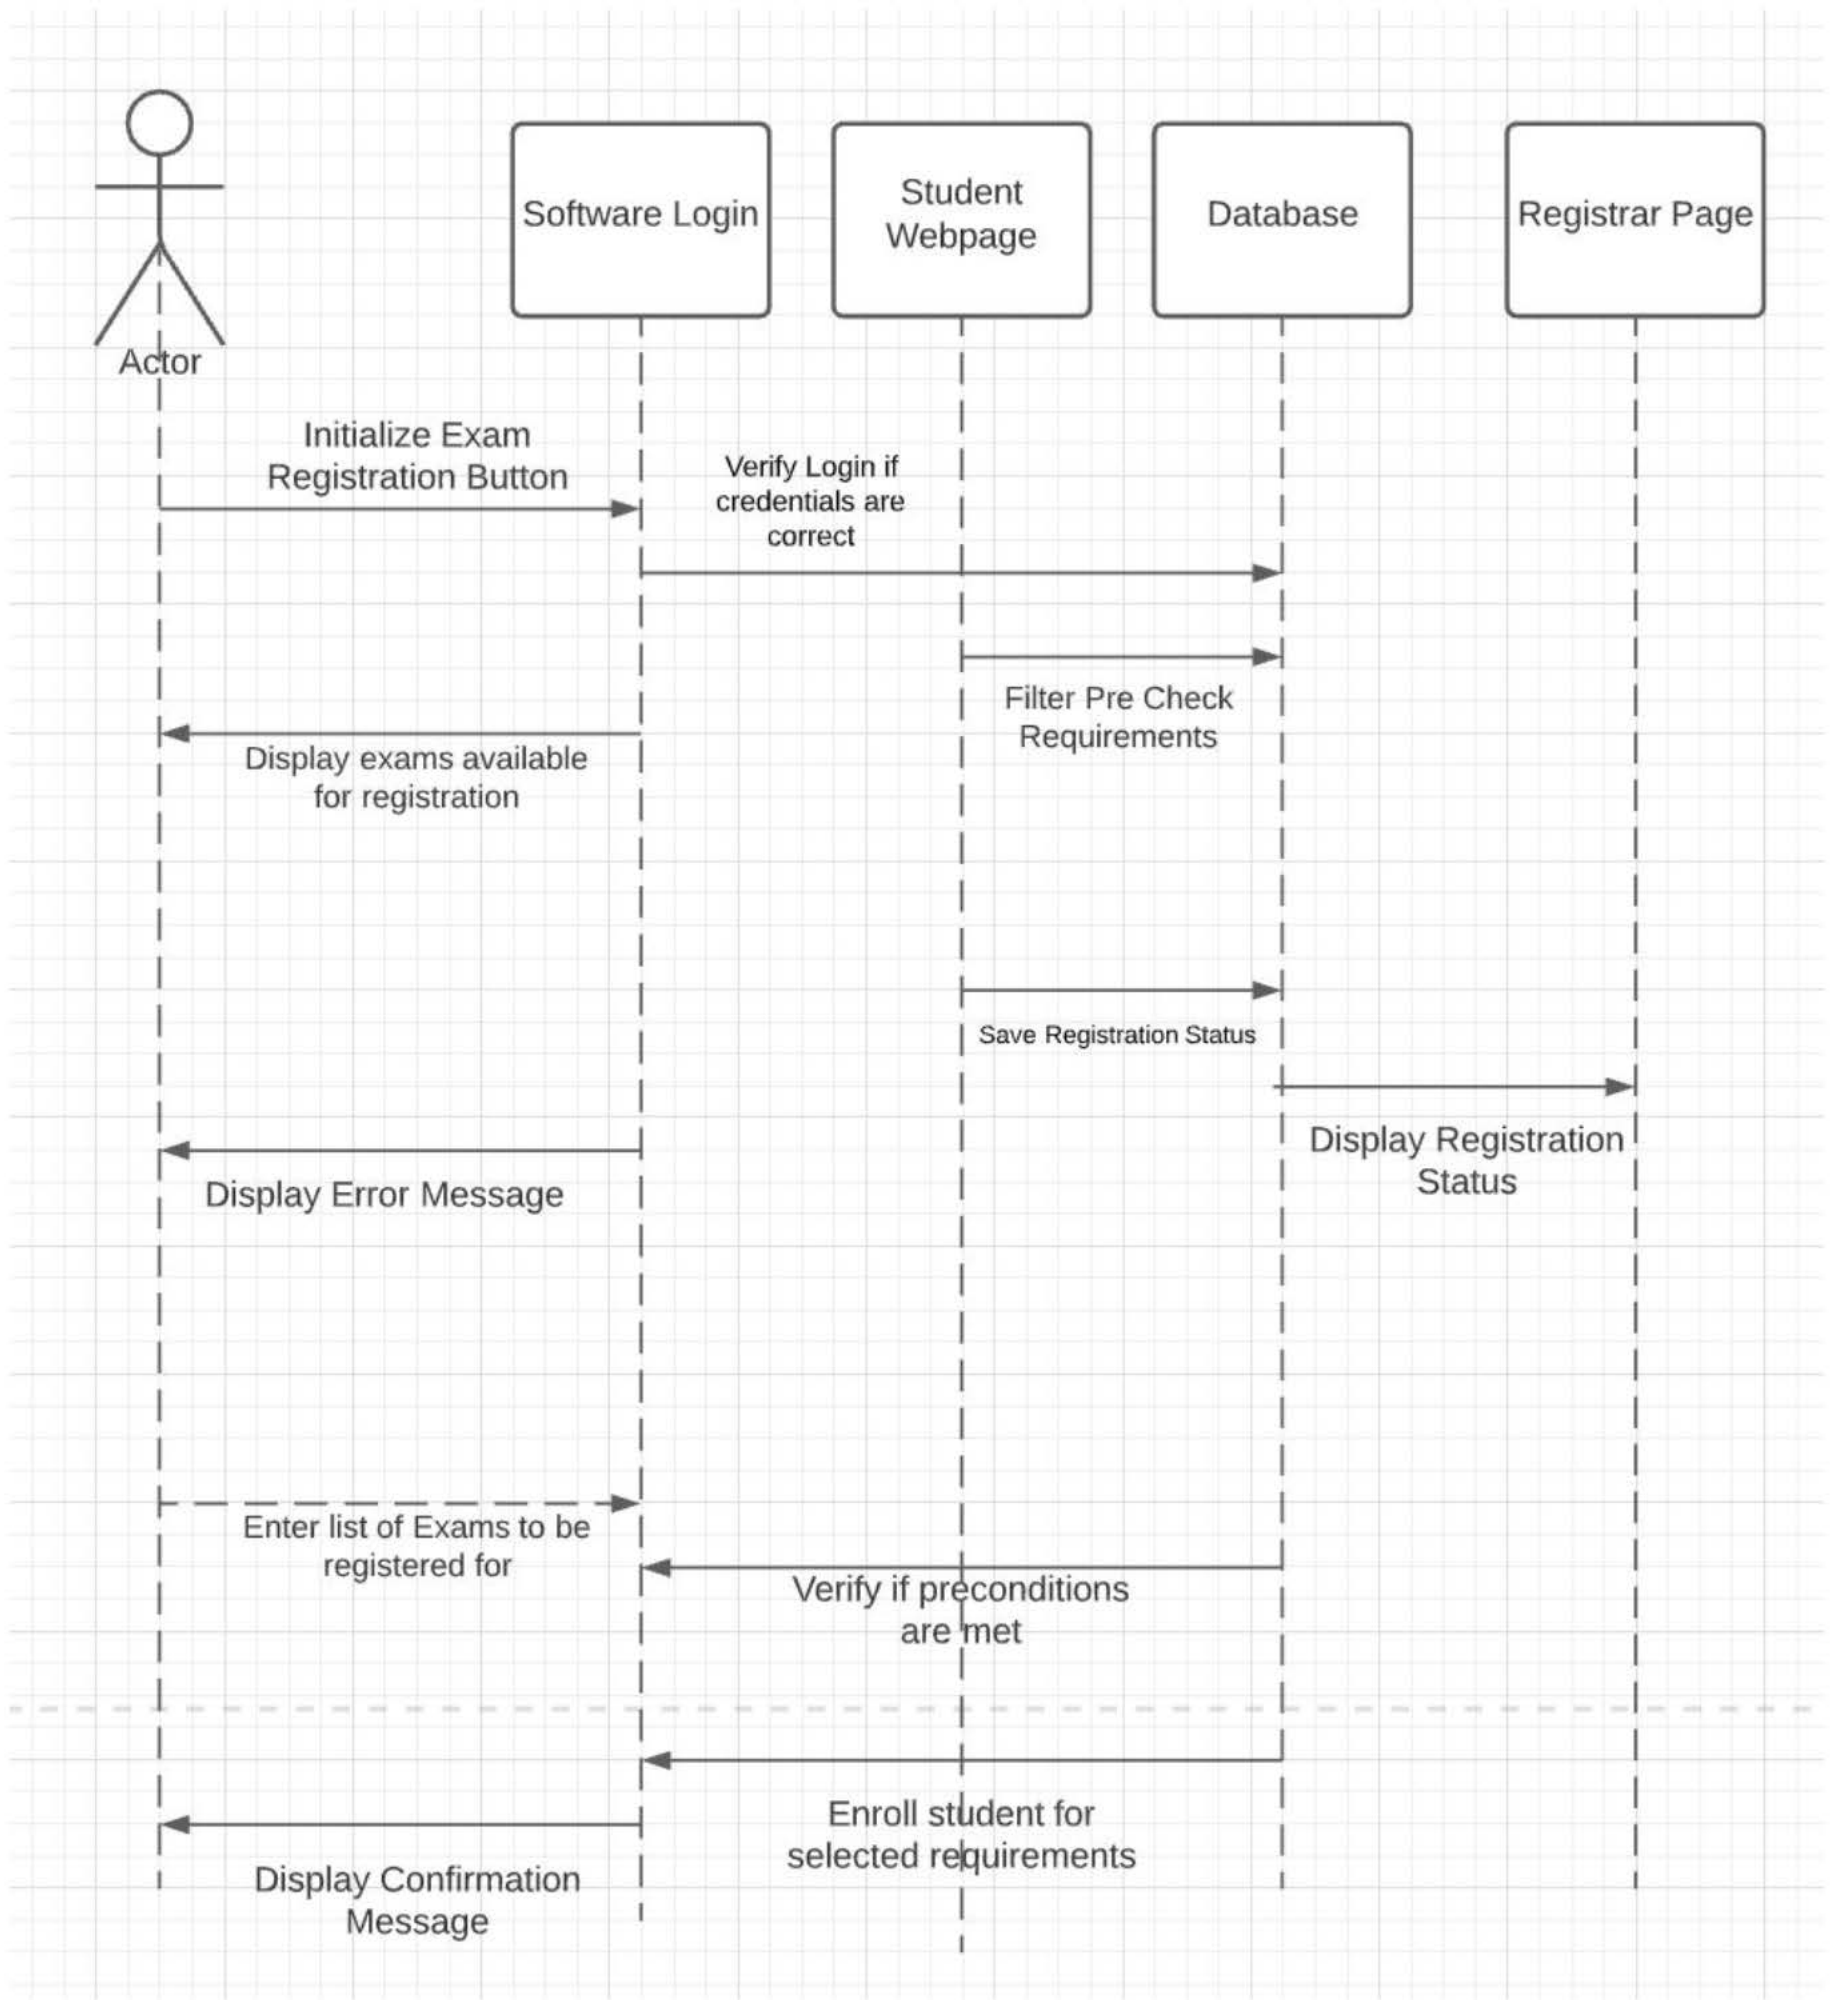 Software Login
Student
Webpage
Database
Registrar Page
Actor
Initialize Exam
Registration Button
Verify Login if
credentials are
correct
Filter Pre Check
Requirements
Display exams available
for registration
Save Registration Status
Display Registration
Status
Display Error Message
Enter list of Exams to be
registered for
Verify if preconditions
are met
Enroll student for
selected requirements
Display Confirmation
Message